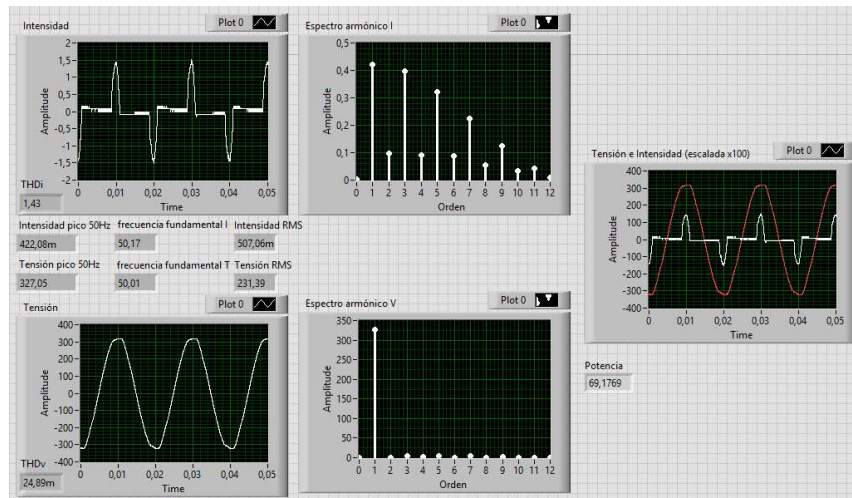 Intensidad
Plot 0
Amplitude
2
1,5
1
0,5
0
-0,5
-1
-1,5
-2
0 0,01 0,02 0,03 0,04 0,05
Time
THDi
1,43
Espectro armónico I
Plot 0
Amplitude
0,5
0,4
0,3
0,2
0,1
0
0 1 2 3 4 5 6 7 8 9 10 11 12
Orden
Intensidad pico 50Hz frecuencia fundamental I Intensidad RMS
422,08m 50,17 507,06m
Tensión pico 50Hz frecuencia fundamental T Tensión RMS
327,05 50,01 231,39
Tensión e Intensidad (escalada x100)
Plot 0
Amplitude
400
300
200
100
0
-100
-200
-300
-400
0 0,01 0,02 0,03 0,04 0,05
Time
Tensión
Plot 0
Amplitude
400
300
200
100
0
-100
-200
-300
-400
0 0,01 0,02 0,03 0,04 0,05
Time
THDv
24,89m
Espectro armónico V
Plot 0
Amplitude
350
300
250
200
150
100
50
0
0 1 2 3 4 5 6 7 8 9 10 11 12
Orden
Potencia
69,1769